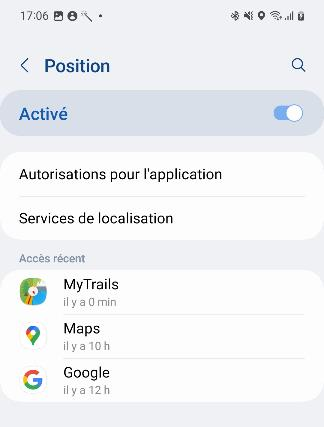 17:06
Position
Activé
Autorisations pour l'application
Services de localisation
Accès récent
MyTrails
il y a 0 min
Maps
il y a 10 h
Google
il y a 12 h